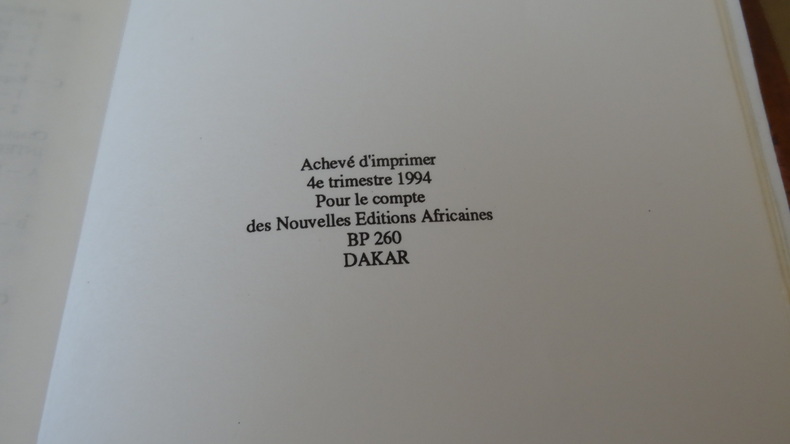 Achevé d'imprimer
4e trimestre 1994
Pour le compte
des Nouvelles Editions Africaines
BP 260
DAKAR